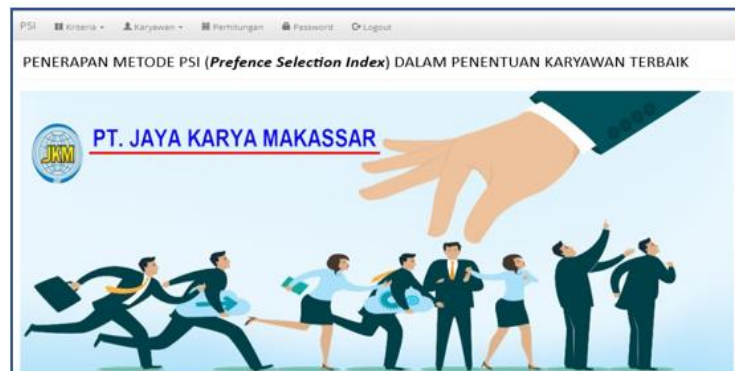 PSI Kriteria Karyawan Perhitungan Password Logout
PENERAPAN METODE PSI (Prefence Selection Index) DALAM PENENTUAN KARYAWAN TERBAIK
PT. JAYA KARYA MAKASSAR
JKM